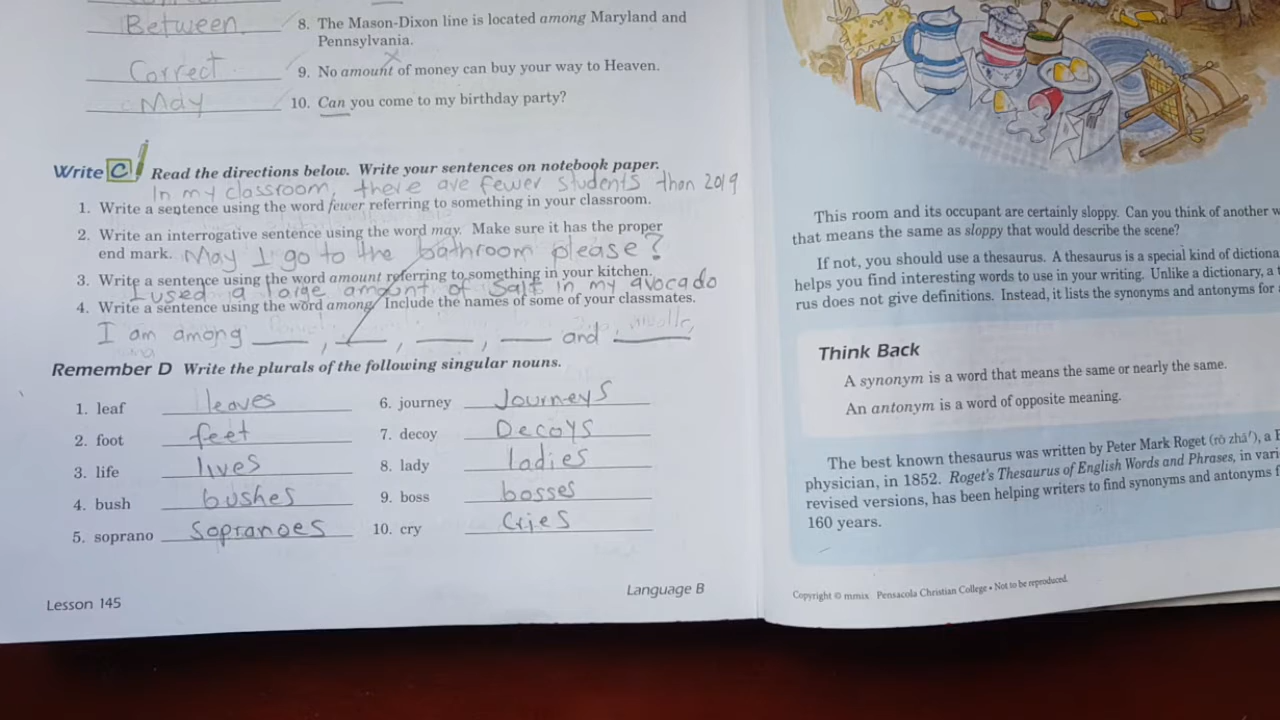 Between 8. The Mason-Dixon line is located among Maryland and
Pennsylvania.
Correct 9. No amount of money can buy your way to Heaven.
May 10. Can you come to my birthday party?
Write C Read the directions below. Write your sentences on notebook paper.
In my classroom, there are fewer students than 2019
1. Write a sentence using the word fewer referring to something in your classroom.
2. Write an interrogative sentence using the word may. Make sure it has the proper
end mark. May I go to the bathroom please?
3. Write a sentence using the word amount referring to something in your kitchen.
I used a large amount of salt in my avocado
4. Write a sentence using the word among. Include the names of some of your classmates.
I am among ____, ____, ____, ____ and ____
Remember D Write the plurals of the following singular nouns.
1. leaf leaves 6. journey Journeys
2. foot feet 7. decoy Decoys
3. life lives 8. lady ladies
4. bush bushes 9. boss bosses
5. soprano Sopranoes 10. cry Cries
Lesson 145 Language B
This room and its occupant are certainly sloppy. Can you think of another
that means the same as sloppy that would describe the scene?
If not, you should use a thesaurus. A thesaurus is a special kind of dictiona
helps you find interesting words to use in your writing. Unlike a dictionary, a
rus does not give definitions. Instead, it lists the synonyms and antonyms for
Think Back
A synonym is a word that means the same or nearly the same.
An antonym is a word of opposite meaning.
The best known thesaurus was written by Peter Mark Roget (rō zhā′), a
physician, in 1852. Roget's Thesaurus of English Words and Phrases, in vari
revised versions, has been helping writers to find synonyms and antonyms
160 years.
Copyright © mmix Pensacola Christian College • Not to be reproduced.